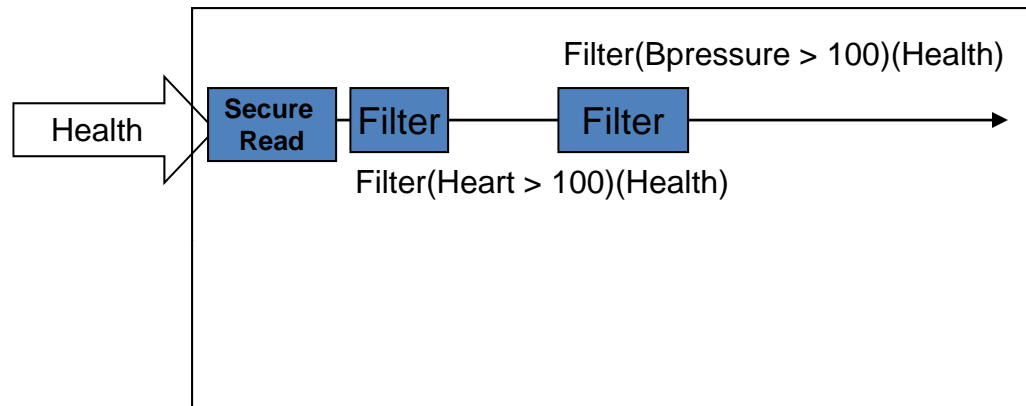 Filter(Bpressure > 100)(Health)
Health
Secure
Read
Filter
Filter
Filter(Heart > 100)(Health)